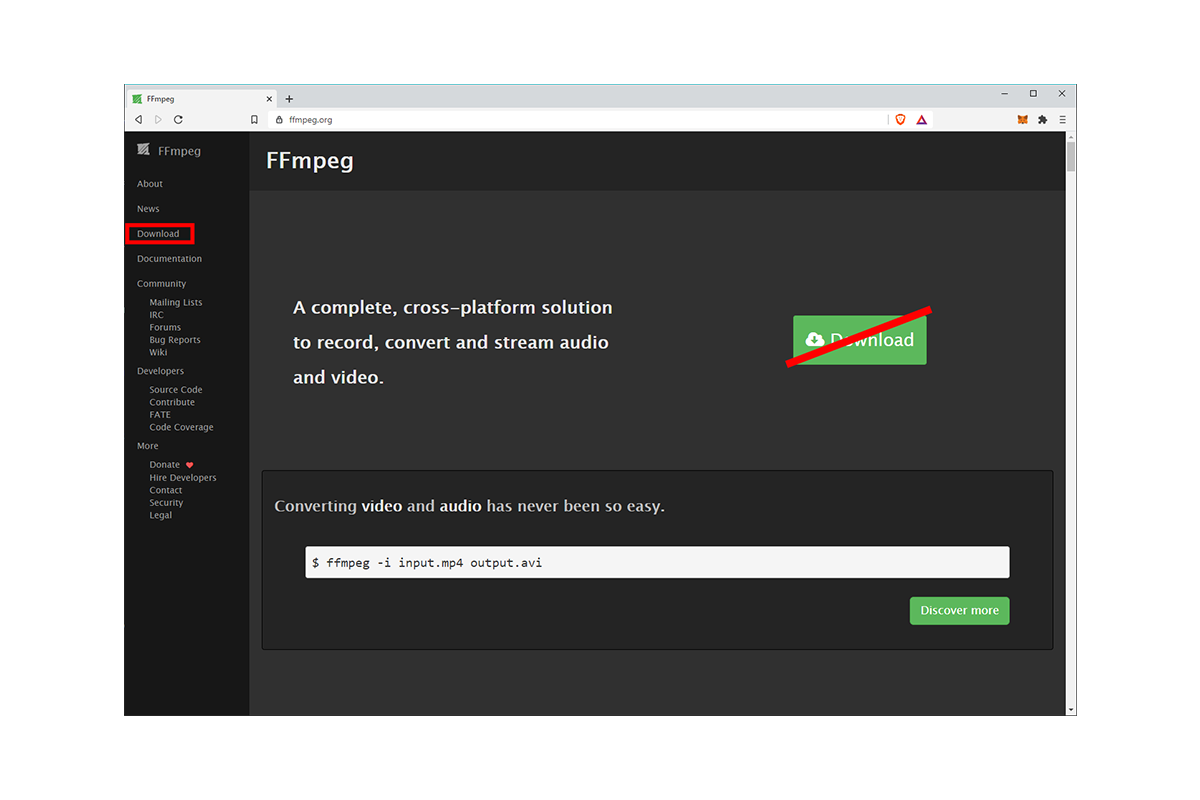 FFmpeg
ffmpeg.org
FFmpeg
About
News
Download
Documentation
Community
Mailing Lists
IRC
Forums
Bug Reports
Wiki
Developers
Source Code
Contribute
FATE
Code Coverage
More
Donate
Hire Developers
Contact
Security
Legal
FFmpeg
A complete, cross-platform solution
to record, convert and stream audio
and video.
Download
Converting video and audio has never been so easy.
$ ffmpeg -i input.mp4 output.avi
Discover more